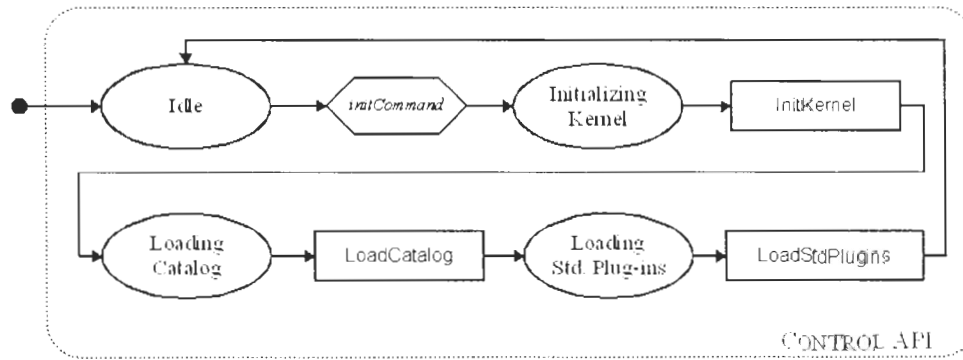 Idle
initCommand
Initializing
Kernel
InitKernel
Loading
Catalog
LoadCatalog
Loading
Std. Plug-ins
LoadStdPlugins
CONTROL API